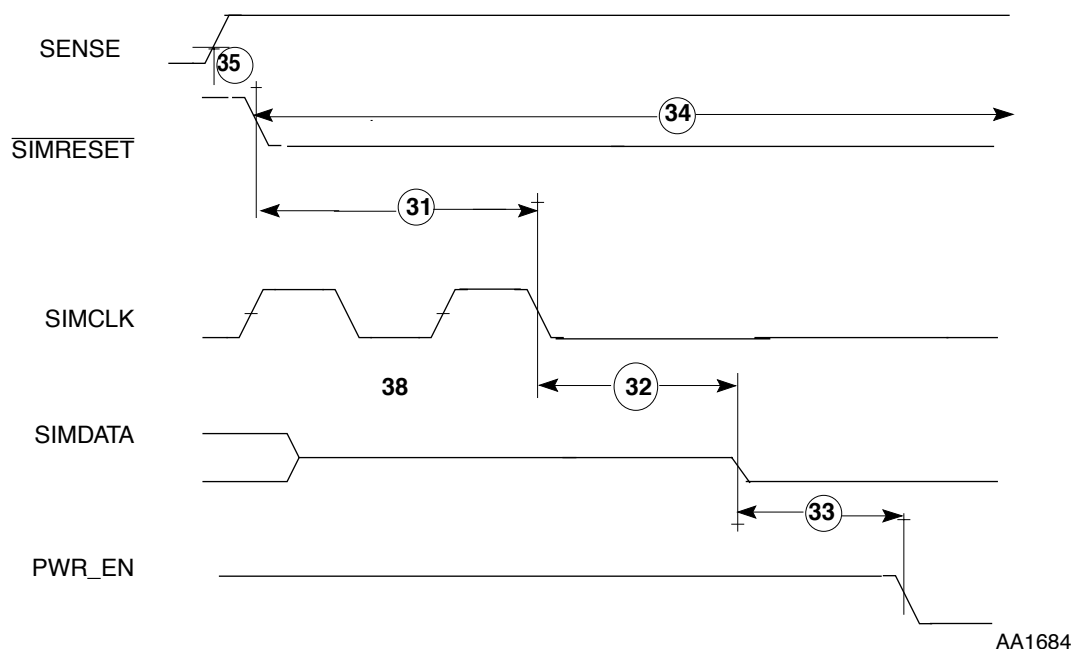 SENSE
35
34
SIMRESET
31
SIMCLK
38
32
SIMDATA
33
PWR_EN
AA1684